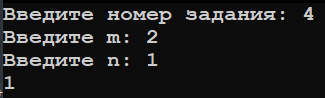 Введите номер задания: 4
Введите m: 2
Введите n: 1
1